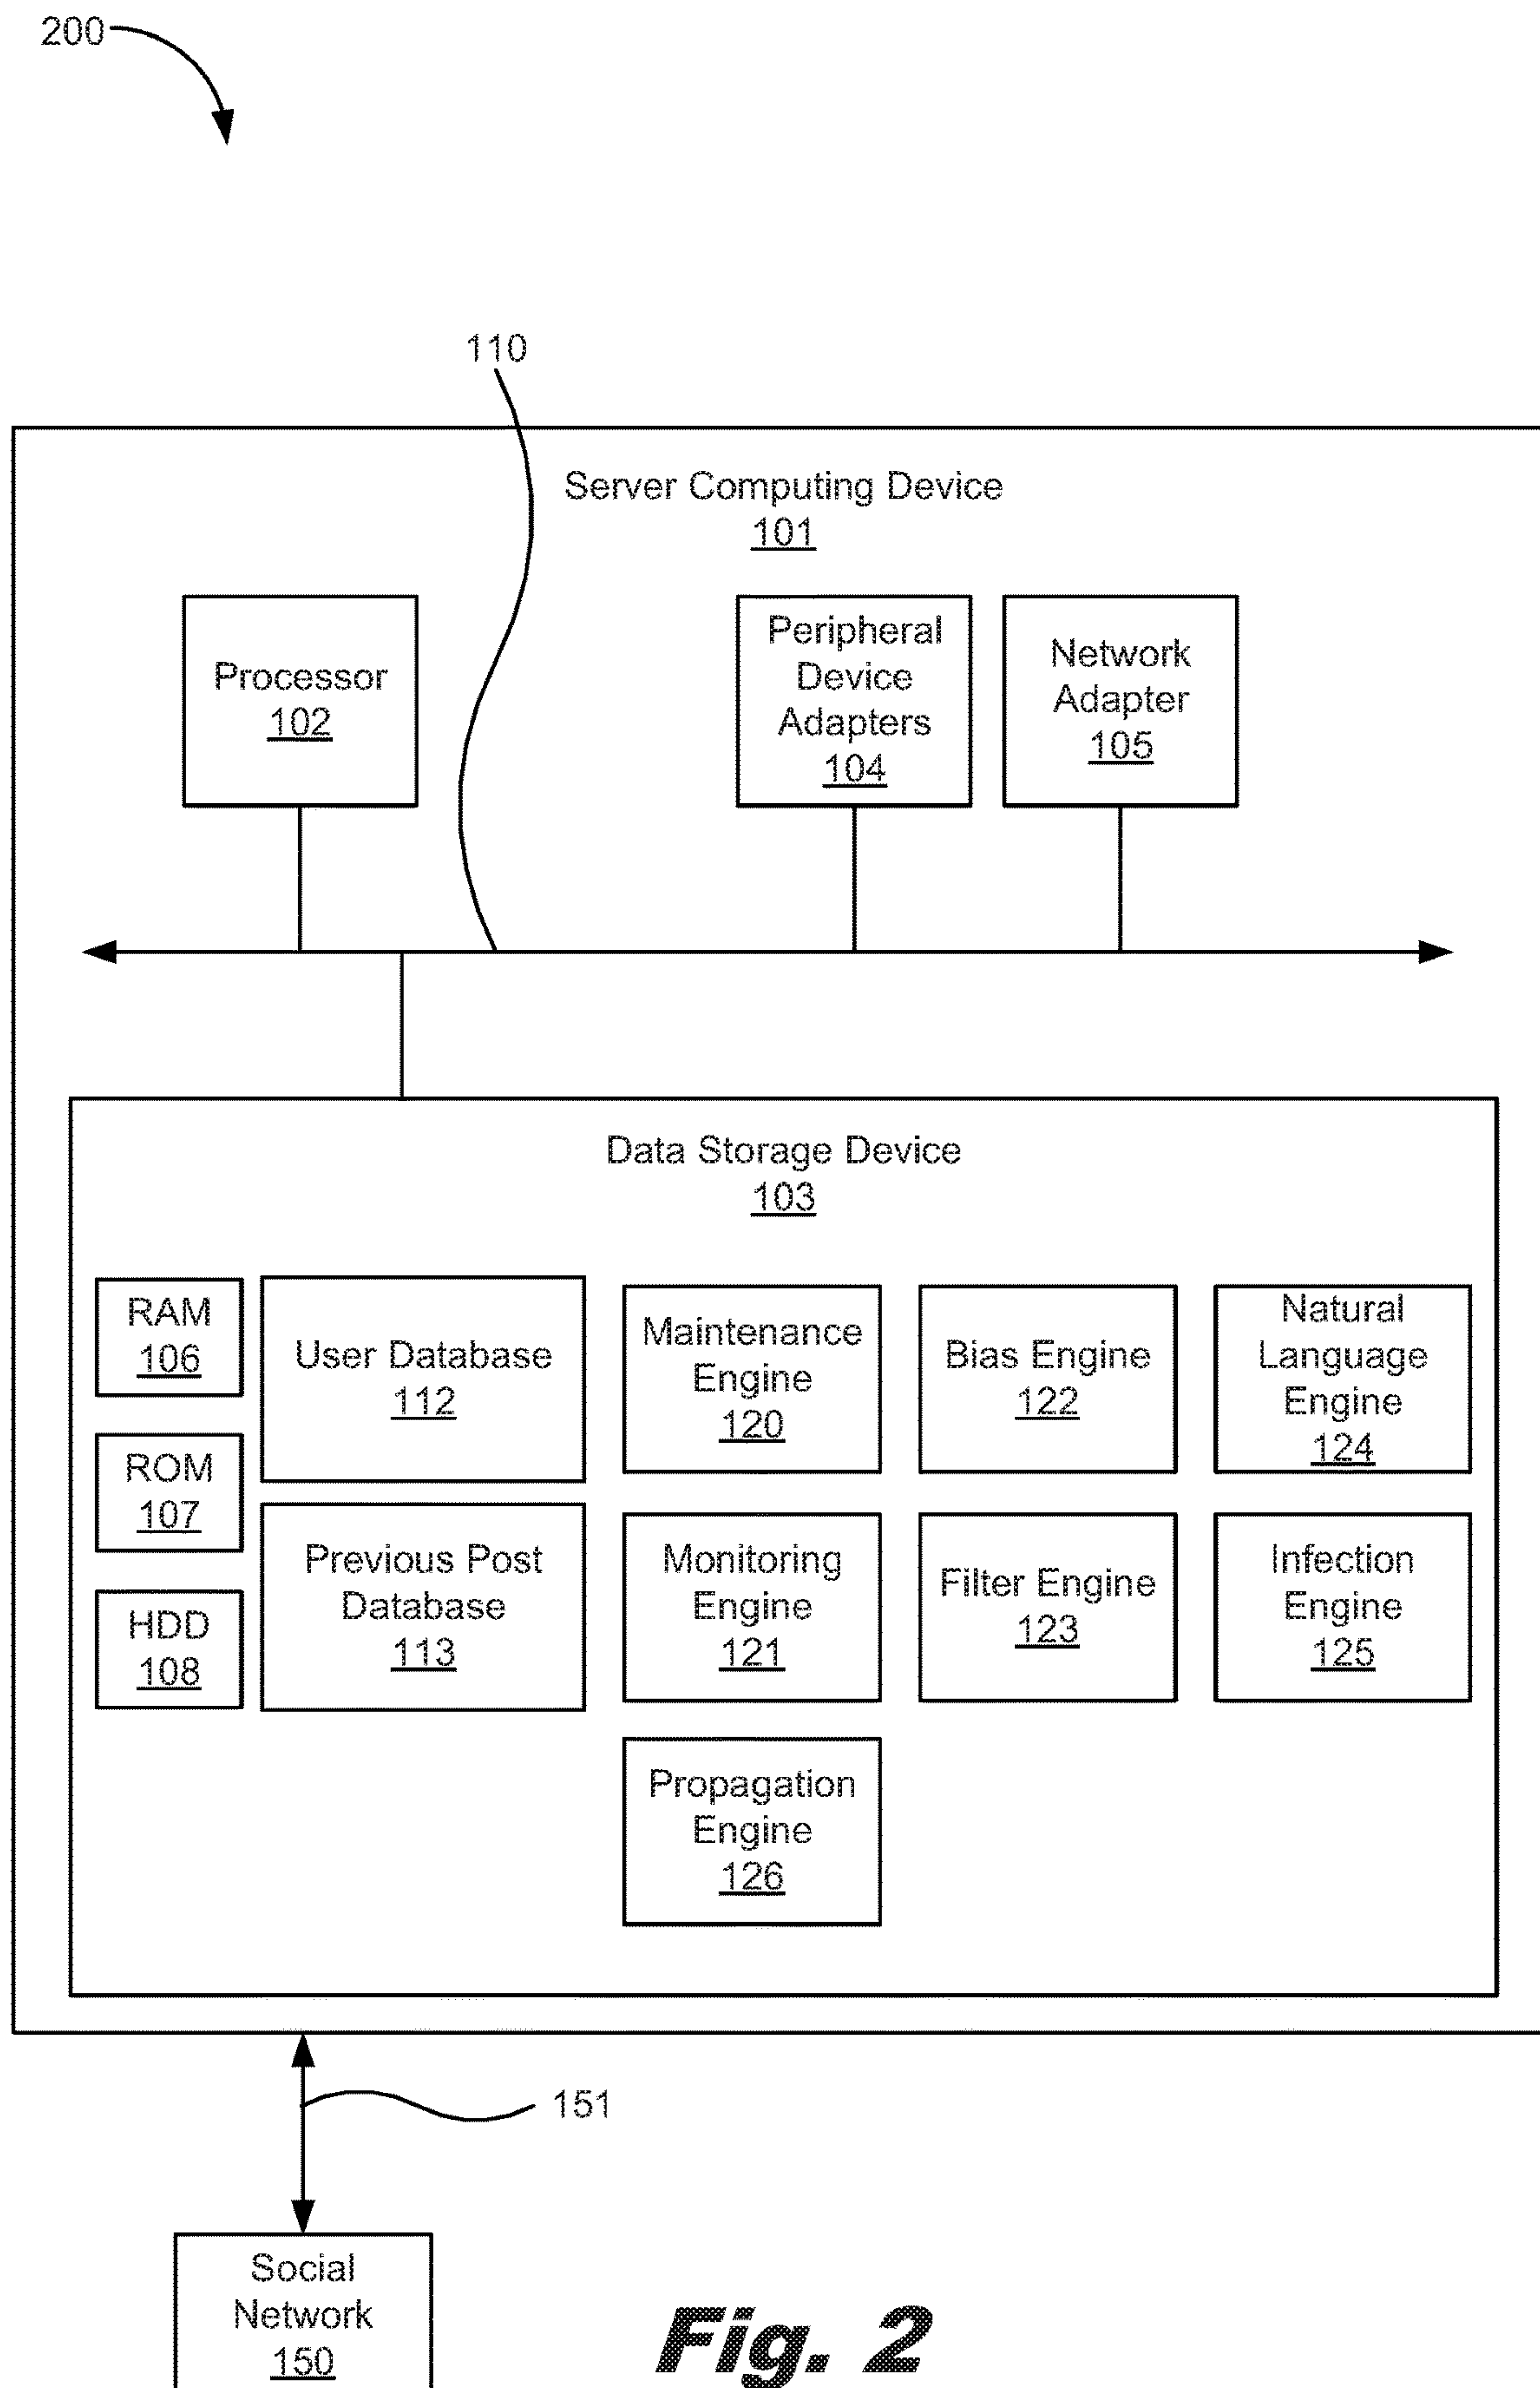 200
110
Server Computing Device
101
Processor
102
Peripheral
Device
Adapters
104
Network
Adapter
105
Data Storage Device
103
RAM
106
ROM
107
HDD
108
User Database
112
Previous Post
Database
113
Maintenance
Engine
120
Monitoring
Engine
121
Propagation
Engine
126
Bias Engine
122
Filter Engine
123
Natural
Language
Engine
124
Infection
Engine
125
151
Social
Network
150
Fig. 2